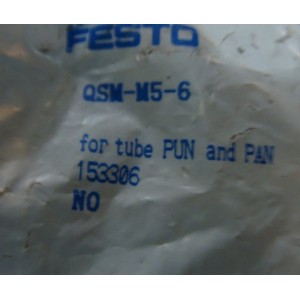 FESTO
QSM-M5-6
for tube PUN and PAN
153306
NO